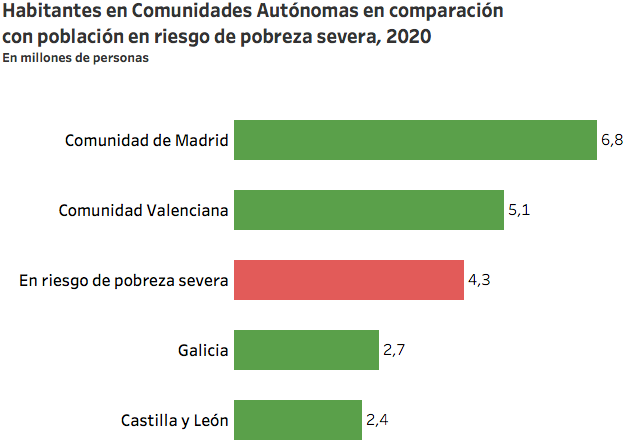 Habitantes en Comunidades Autónomas en comparación
con población en riesgo de pobreza severa, 2020
En millones de personas
Comunidad de Madrid 6,8
Comunidad Valenciana 5,1
En riesgo de pobreza severa 4,3
Galicia 2,7
Castilla y León 2,4